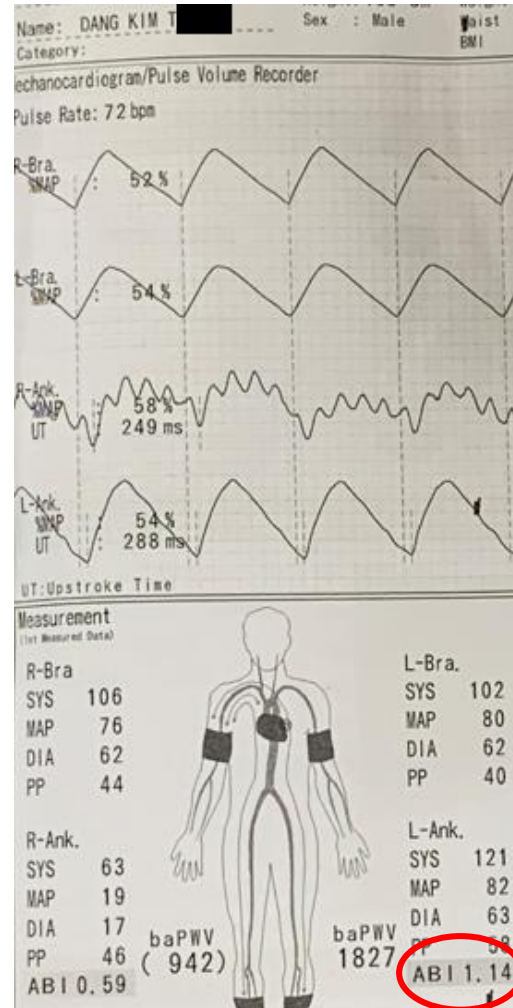 Name: DANG KIM T
Sex : Male
Waist
Category:
BMI
echanocardiogram/Pulse Volume Recorder
Pulse Rate: 72 bpm
R-Bra.
%MAP : 52%
L-Bra.
%MAP : 54%
R-Ank.
%MAP : 58%
UT 249 ms
L-Ank.
%MAP : 54%
UT : 288 ms
UT:Upstroke Time
Measurement
(1st Measured Data)
R-Bra
SYS 106
MAP 76
DIA 62
PP 44
L-Bra.
SYS 102
MAP 80
DIA 62
PP 40
R-Ank.
SYS 63
MAP 19
DIA 17
PP 46
ABI 0.59
baPWV
( 942)
baPWV
1827
L-Ank.
SYS 121
MAP 82
DIA 63
PP 58
ABI 1.14